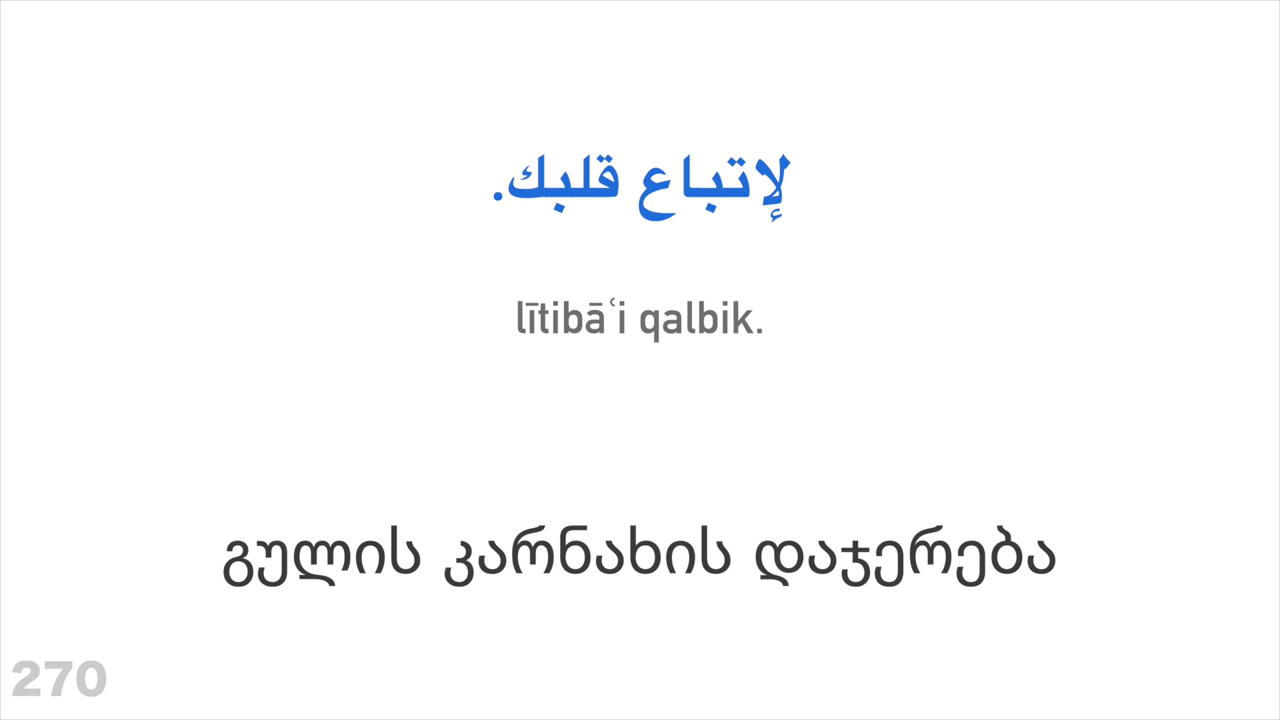 لإتباع قلبك.
lītibāʿi qalbik.
გულის კარნახის დაჯერება
270